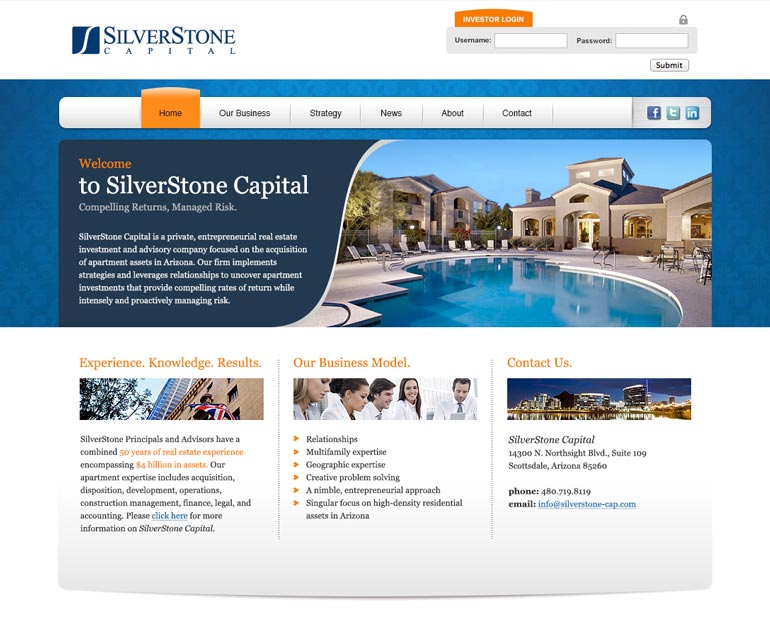 SILVERSTONE
CAPITAL
INVESTOR LOGIN
Username:
Password:
Submit
Home
Our Business
Strategy
News
About
Contact
f
t
in
Welcome
to SilverStone Capital
Compelling Returns, Managed Risk.
SilverStone Capital is a private, entrepreneurial real estate
investment and advisory company focused on the acquisition
of apartment assets in Arizona. Our firm implements
strategies and leverages relationships to uncover apartment
investments that provide compelling rates of return while
intensely and proactively managing risk.
Experience. Knowledge. Results.
SilverStone Principals and Advisors have a
combined 50 years of real estate experience
encompassing $4 billion in assets. Our
apartment expertise includes acquisition,
disposition, development, operations,
construction management, finance, legal, and
accounting. Please click here for more
information on SilverStone Capital.
Our Business Model.
Relationships
Multifamily expertise
Geographic expertise
Creative problem solving
A nimble, entrepreneurial approach
Singular focus on high-density residential
assets in Arizona
Contact Us.
SilverStone Capital
14300 N. Northsight Blvd., Suite 109
Scottsdale, Arizona 85260
phone: 480.719.8119
email: info@silverstone-cap.com